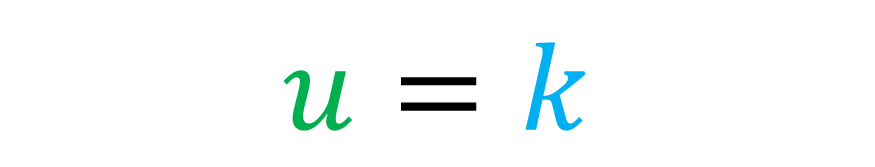 u = k